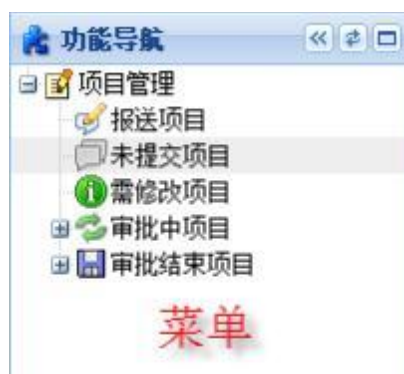 功能导航
项目管理
报送项目
未提交项目
需修改项目
审批中项目
审批结束项目
菜单